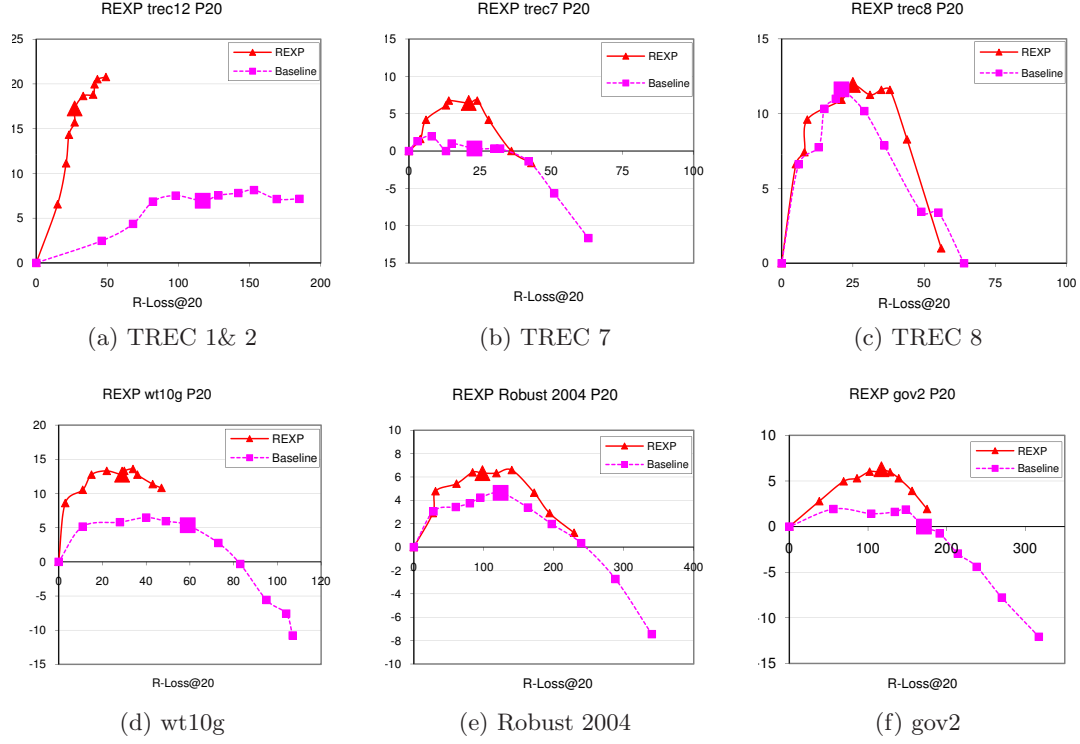 REXP trec12 P20
25
20
15
10
5
0
0 50 100 150 200
REXP
Baseline
R-Loss@20
(a) TREC 1& 2
REXP trec7 P20
15
10
5
0
-5
10
15
0 25 50 75 100
REXP
Baseline
R-Loss@20
(b) TREC 7
REXP trec8 P20
15
10
5
0
0 25 50 75 100
REXP
Baseline
R-Loss@20
(c) TREC 8
REXP wt10g P20
20
15
10
5
0
-5
-10
-15
0 20 40 60 80 100 120
REXP
Baseline
R-Loss@20
(d) wt10g
REXP Robust 2004 P20
10
8
6
4
2
0
-2
-4
-6
-8
-10
0 100 200 300 400
REXP
Baseline
R-Loss@20
(e) Robust 2004
REXP gov2 P20
10
5
0
-5
-10
-15
0 100 200 300
REXP
Baseline
R-Loss@20
(f) gov2